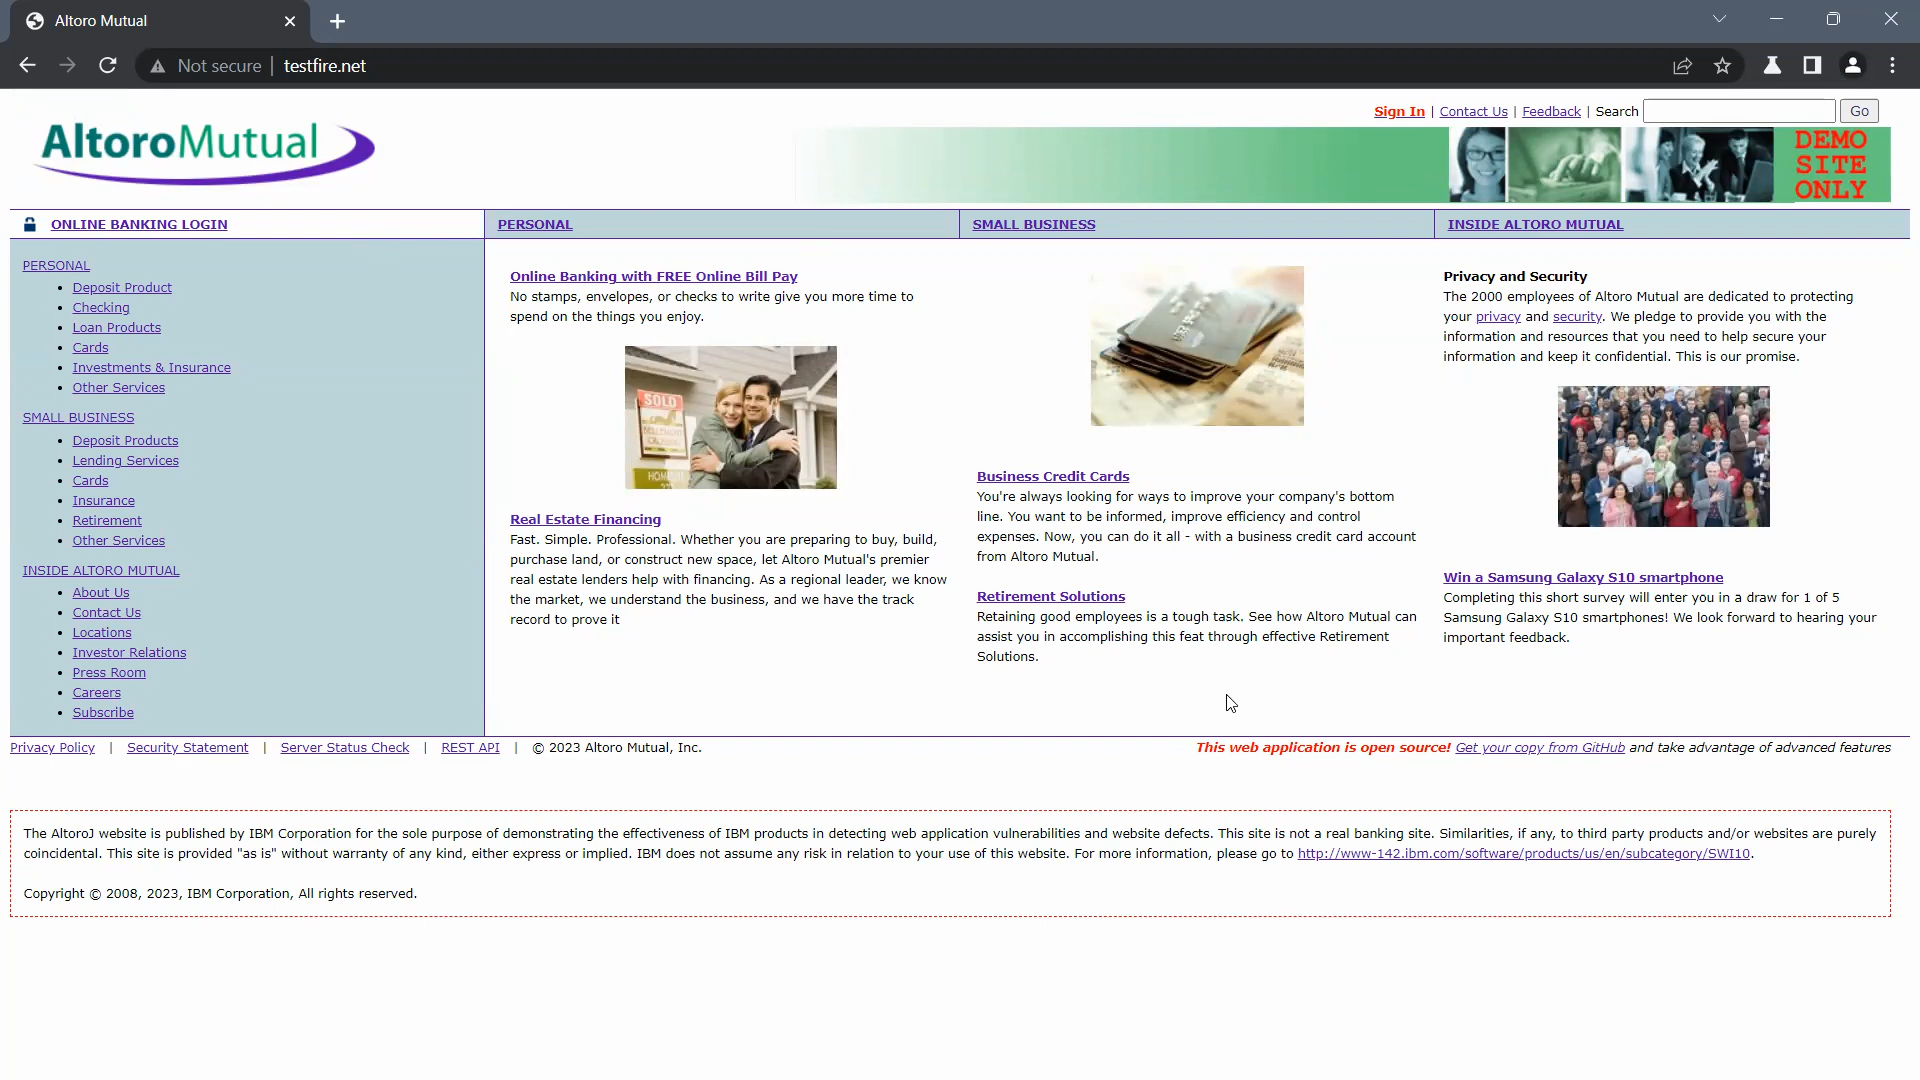 Altoro Mutual
Not secure | testfire.net
Sign In | Contact Us | Feedback | Search Go
AltoroMutual
DEMO
SITE
ONLY
ONLINE BANKING LOGIN
PERSONAL
SMALL BUSINESS
INSIDE ALTORO MUTUAL
PERSONAL
• Deposit Product
• Checking
• Loan Products
• Cards
• Investments & Insurance
• Other Services
SMALL BUSINESS
• Deposit Products
• Lending Services
• Cards
• Insurance
• Retirement
• Other Services
INSIDE ALTORO MUTUAL
• About Us
• Contact Us
• Locations
• Investor Relations
• Press Room
• Careers
• Subscribe
Online Banking with FREE Online Bill Pay
No stamps, envelopes, or checks to write give you more time to
spend on the things you enjoy.
SOLD
Real Estate Financing
Fast. Simple. Professional. Whether you are preparing to buy, build,
purchase land, or construct new space, let Altoro Mutual's premier
real estate lenders help with financing. As a regional leader, we know
the market, we understand the business, and we have the track
record to prove it
Business Credit Cards
You're always looking for ways to improve your company's bottom
line. You want to be informed, improve efficiency and control
expenses. Now, you can do it all - with a business credit card account
from Altoro Mutual.
Retirement Solutions
Retaining good employees is a tough task. See how Altoro Mutual can
assist you in accomplishing this feat through effective Retirement
Solutions.
Privacy and Security
The 2000 employees of Altoro Mutual are dedicated to protecting
your privacy and security. We pledge to provide you with the
information and resources that you need to help secure your
information and keep it confidential. This is our promise.
Win a Samsung Galaxy S10 smartphone
Completing this short survey will enter you in a draw for 1 of 5
Samsung Galaxy S10 smartphones! We look forward to hearing your
important feedback.
Privacy Policy | Security Statement | Server Status Check | REST API | © 2023 Altoro Mutual, Inc.
This web application is open source! Get your copy from GitHub and take advantage of advanced features
The AltoroJ website is published by IBM Corporation for the sole purpose of demonstrating the effectiveness of IBM products in detecting web application vulnerabilities and website defects. This site is not a real banking site. Similarities, if any, to third party products and/or websites are purely
coincidental. This site is provided "as is" without warranty of any kind, either express or implied. IBM does not assume any risk in relation to your use of this website. For more information, please go to http://www-142.ibm.com/software/products/us/en/subcategory/SWI10.
Copyright © 2008, 2023, IBM Corporation, All rights reserved.